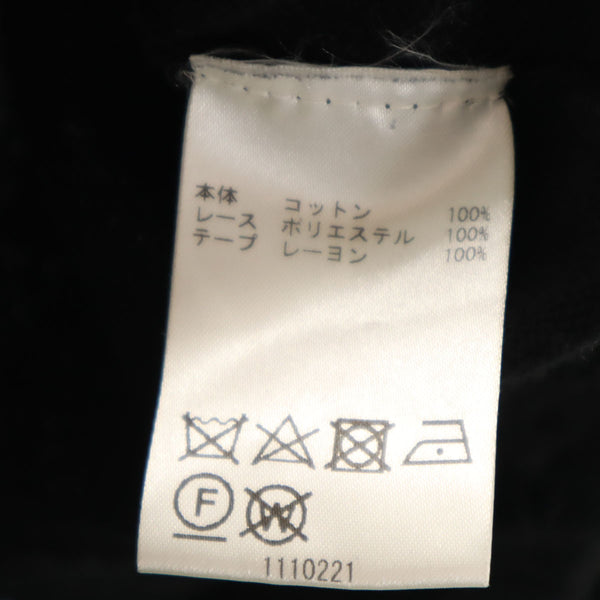 本体 コットン 100%
レース ポリエステル 100%
テープ レーヨン 100%
F W
1110221